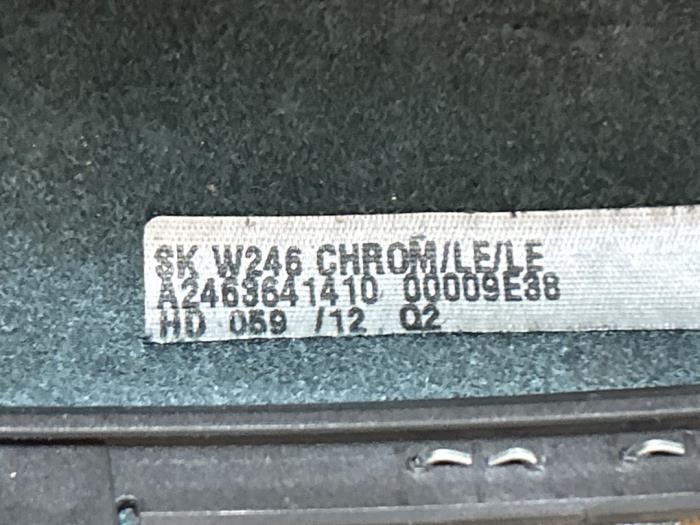 SK W246 CHROM/LE/LE
A2463641410 00009E38
HD 059 /12 Q2